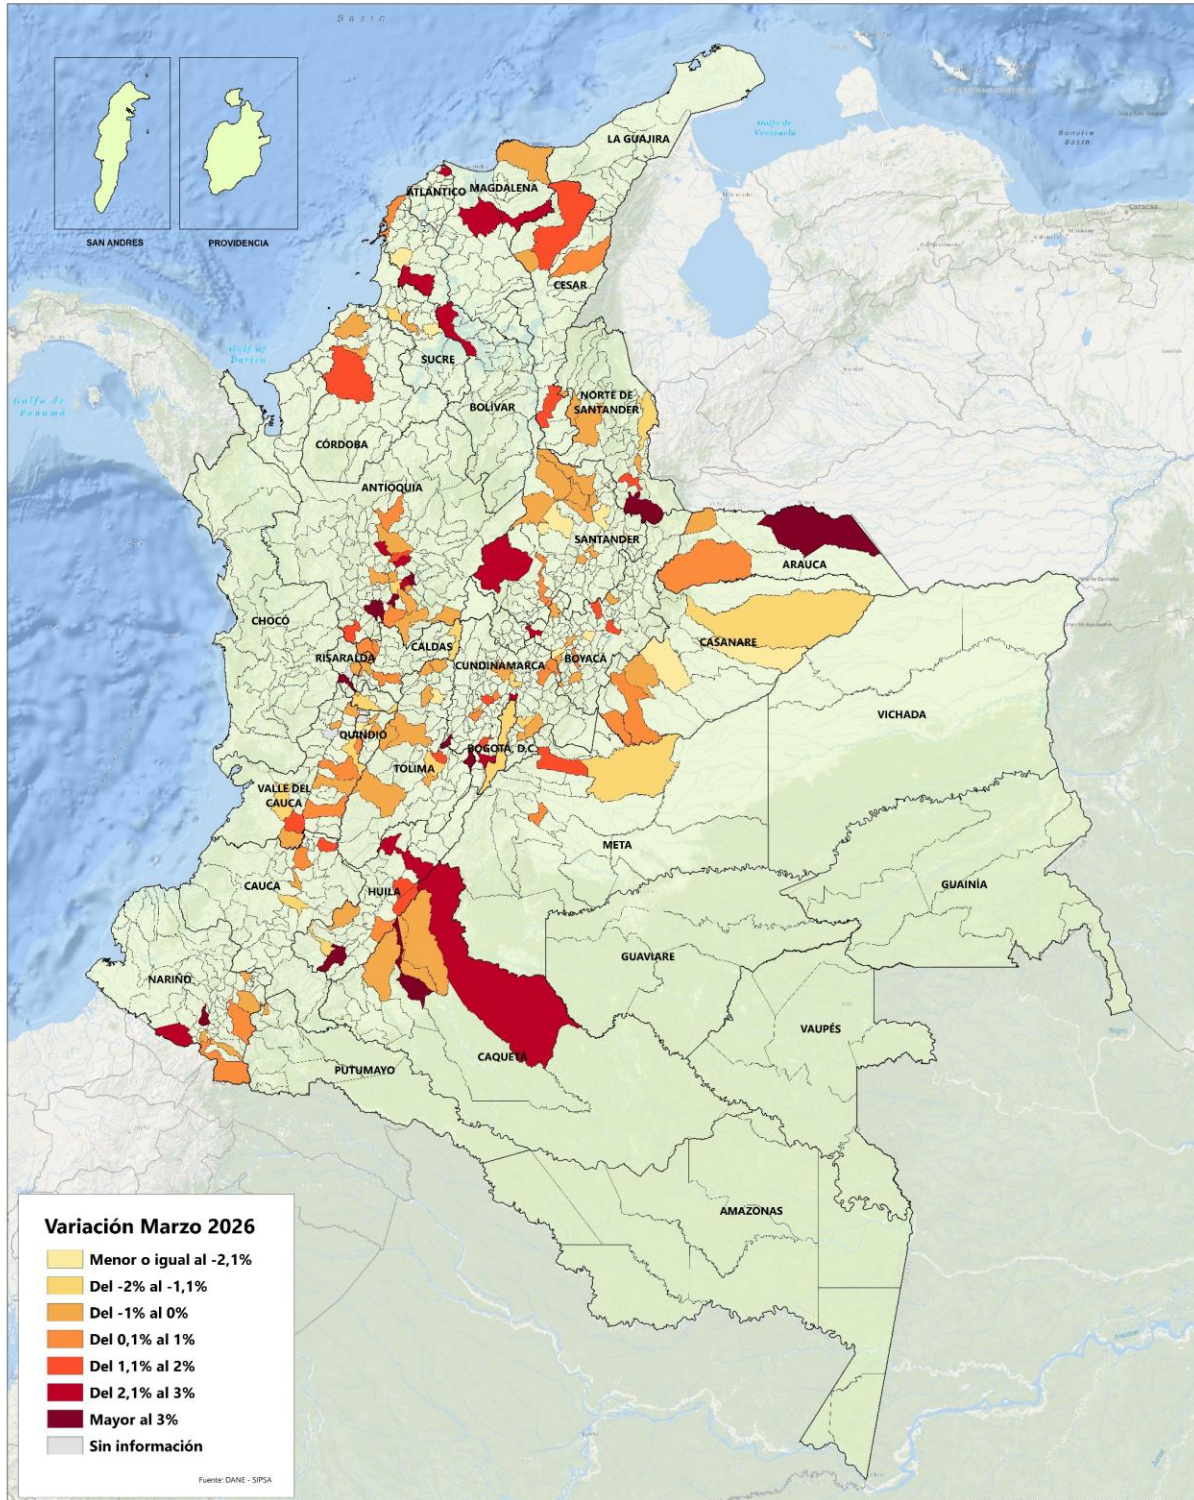 Basin
LA GUAJIRA
Golfo de
Venezuela
Bonaire
Basin
ATLÁNTICO
MAGDALENA
SAN ANDRES
PROVIDENCIA
CESAR
Golfo de
Panamá
SUCRE
NORTE DE
SANTANDER
BOLÍVAR
CÓRDOBA
ANTIOQUIA
SANTANDER
ARAUCA
CHOCÓ
CASANARE
CALDAS
RISARALDA
CUNDINAMARCA
BOYACÁ
VICHADA
QUINDIO
BOGOTÁ, D.C.
TOLIMA
VALLE DEL
CAUCA
META
CAUCA
HUILA
GUAINÍA
GUAVIARE
NARIÑO
VAUPÉS
CAQUETÁ
PUTUMAYO
AMAZONAS
Variación Marzo 2026
Menor o igual al -2,1%
Del -2% al -1,1%
Del -1% al 0%
Del 0,1% al 1%
Del 1,1% al 2%
Del 2,1% al 3%
Mayor al 3%
Sin información
Fuente: DANE - SIPSA